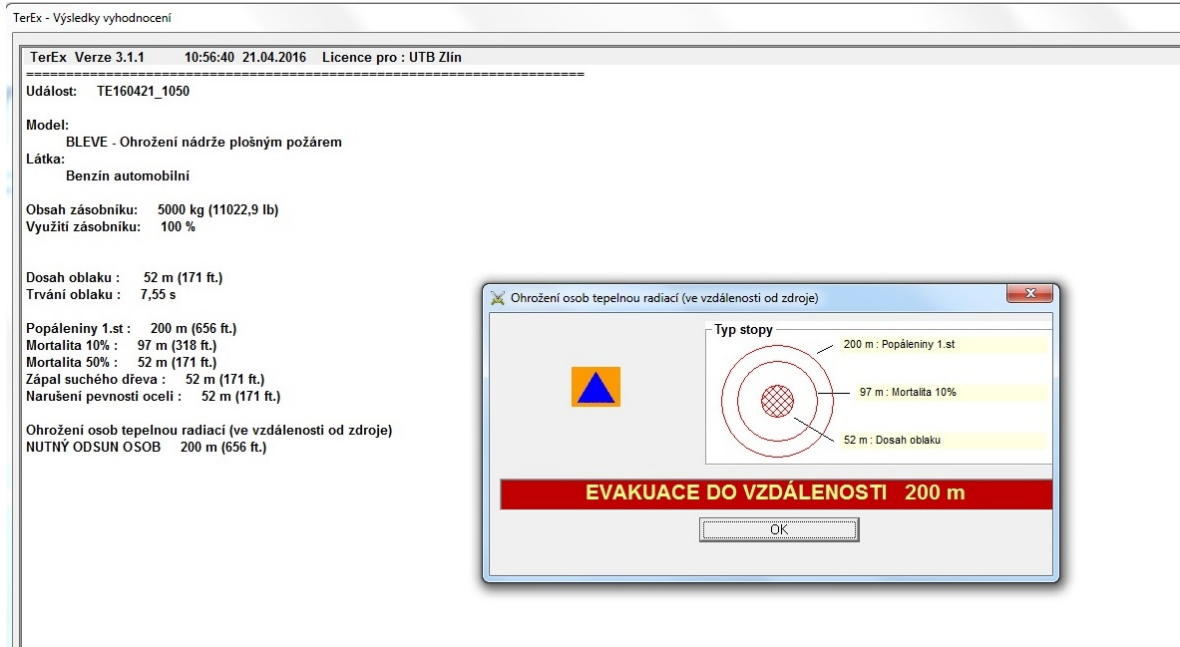 TerEx - Výsledky vyhodnocení
TerEx Verze 3.1.1 10:56:40 21.04.2016 Licence pro : UTB Zlín
=======================================================================
Událost: TE160421_1050
Model:
BLEVE - Ohrožení nádrže plošným požárem
Látka:
Benzín automobilní
Obsah zásobníku: 5000 kg (11022,9 lb)
Využití zásobníku: 100 %
Dosah oblaku : 52 m (171 ft.)
Trvání oblaku : 7,55 s
Popáleniny 1.st : 200 m (656 ft.)
Mortalita 10% : 97 m (318 ft.)
Mortalita 50% : 52 m (171 ft.)
Zápal suchého dřeva : 52 m (171 ft.)
Narušení pevnosti oceli : 52 m (171 ft.)
Ohrožení osob tepelnou radiací (ve vzdálenosti od zdroje)
NUTNÝ ODSUN OSOB 200 m (656 ft.)
Ohrožení osob tepelnou radiací (ve vzdálenosti od zdroje)
Typ stopy
200 m : Popáleniny 1.st
97 m : Mortalita 10%
52 m : Dosah oblaku
EVAKUACE DO VZDÁLENOSTI 200 m
OK